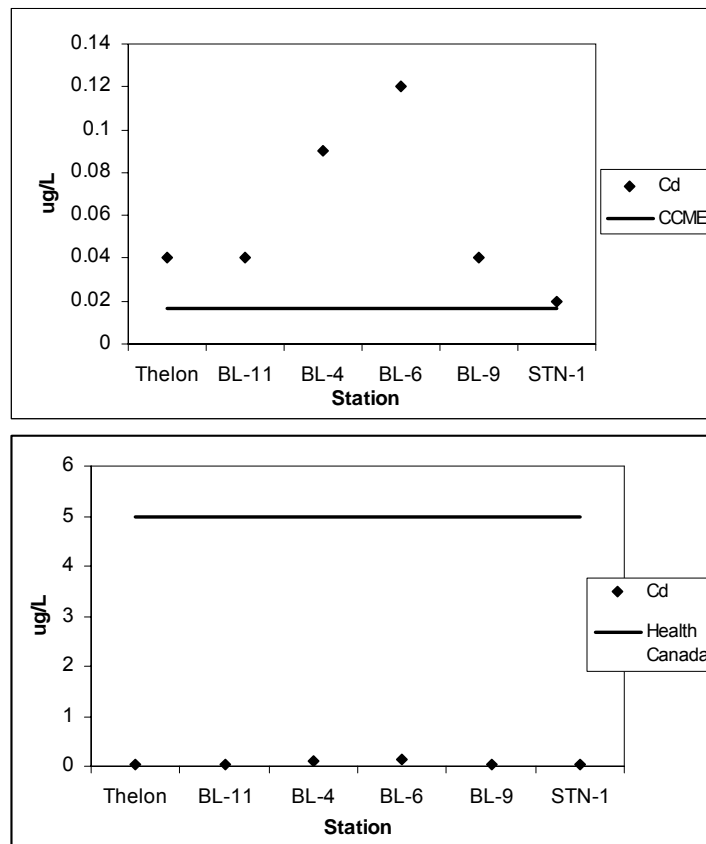 0.14
0.12
0.1
0.08
0.06
0.04
0.02
0
ug/L
Thelon BL-11 BL-4 BL-6 BL-9 STN-1
Station
Cd
CCME
6
5
4
3
2
1
0
ug/L
Thelon BL-11 BL-4 BL-6 BL-9 STN-1
Station
Cd
Health
Canada